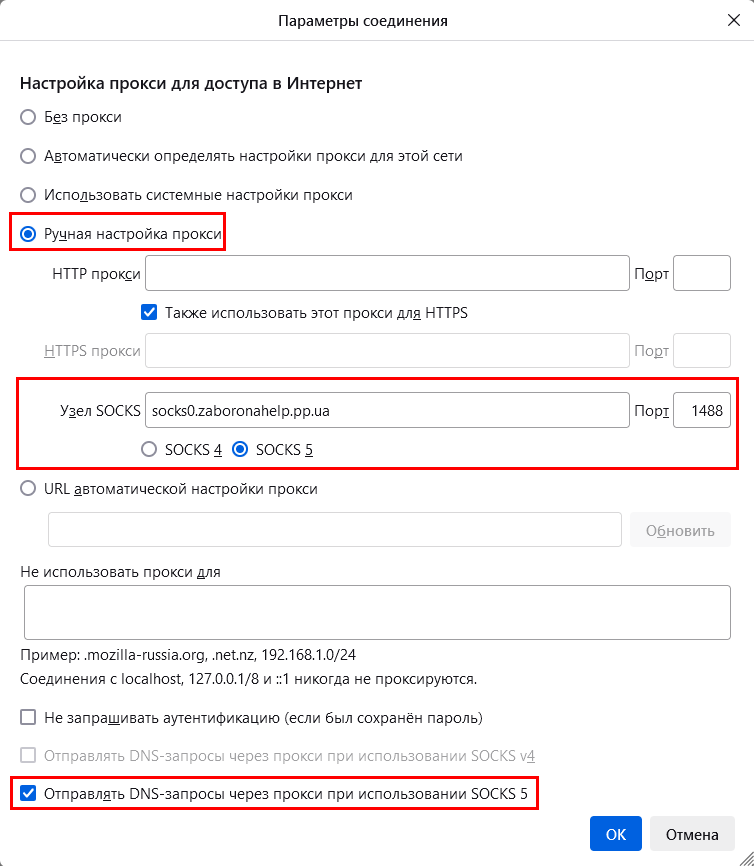 Параметры соединения
Настройка прокси для доступа в Интернет
Без прокси
Автоматически определять настройки прокси для этой сети
Использовать системные настройки прокси
Ручная настройка прокси
HTTP прокси Порт
Также использовать этот прокси для HTTPS
HTTPS прокси Порт
Узел SOCKS socks0.zaboronahelp.pp.ua Порт 1488
SOCKS 4 SOCKS 5
URL автоматической настройки прокси
Обновить
Не использовать прокси для
Пример: .mozilla-russia.org, .net.nz, 192.168.1.0/24
Соединения с localhost, 127.0.0.1/8 и ::1 никогда не проксируются.
Не запрашивать аутентификацию (если был сохранён пароль)
Отправлять DNS-запросы через прокси при использовании SOCKS v4
Отправлять DNS-запросы через прокси при использовании SOCKS 5
OK Отмена